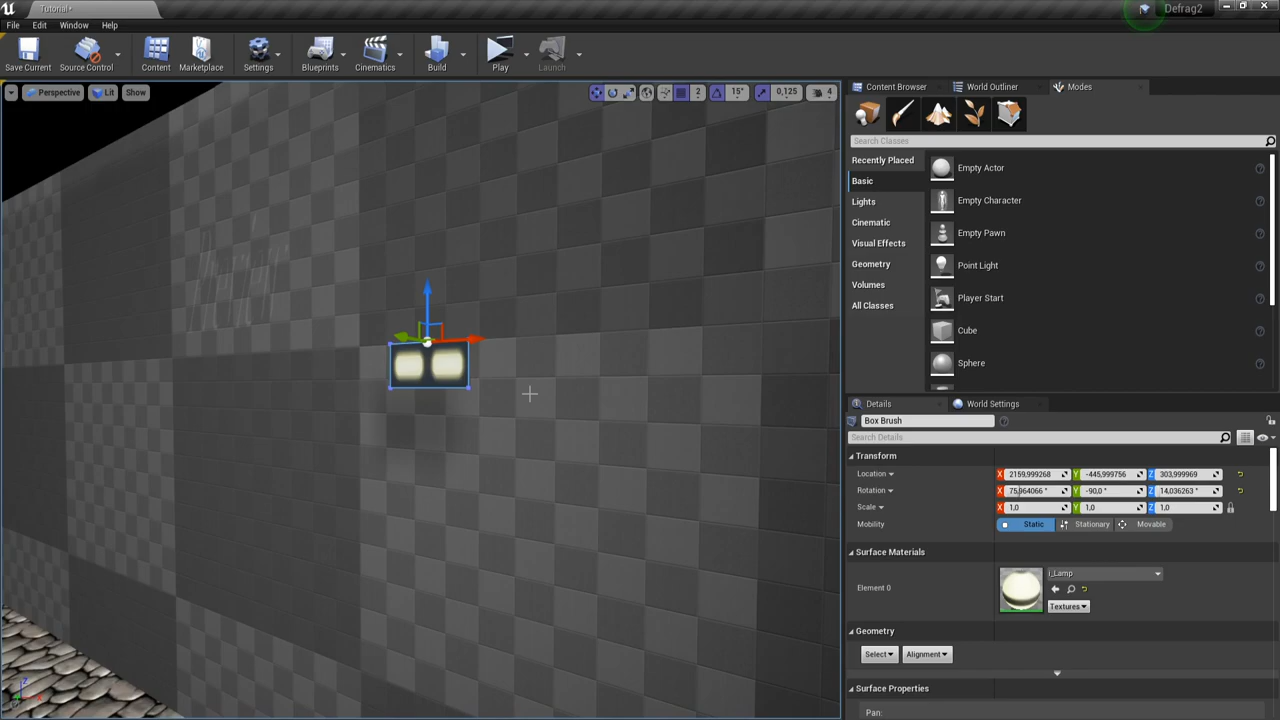 Tutorial*
Defrag2
File Edit Window Help
Save Current Source Control Content Marketplace Settings Blueprints Cinematics Build Play Launch
Perspective Lit Show 2 15° 0,125 4
Content Browser World Outliner Modes
Search Classes
Recently Placed
Basic
Lights
Cinematic
Visual Effects
Geometry
Volumes
All Classes
Empty Actor
Empty Character
Empty Pawn
Point Light
Player Start
Cube
Sphere
Details World Settings
Box Brush
Search Details
Transform
Location X 2159,999268 Y -445,999756 Z 303,999969
Rotation X 75,964066 ° Y -90,0 ° Z 14,036263 °
Scale X 1,0 Y 1,0 Z 1,0
Mobility Static Stationary Movable
Surface Materials
Element 0
i_Lamp
Textures
Geometry
Select Alignment
Surface Properties
Pan: